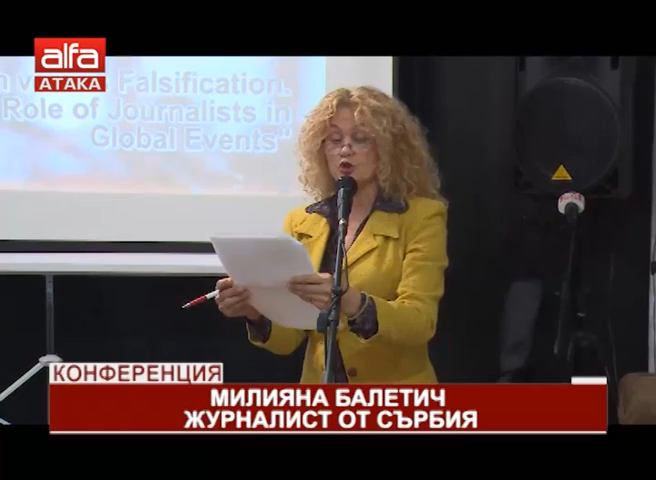 alfa
АТАКА
Falsification.
Role of Journalists in
Global Events"
КОНФЕРЕНЦИЯ
МИЛИЯНА БАЛЕТИЧ
ЖУРНАЛИСТ ОТ СЪРБИЯ